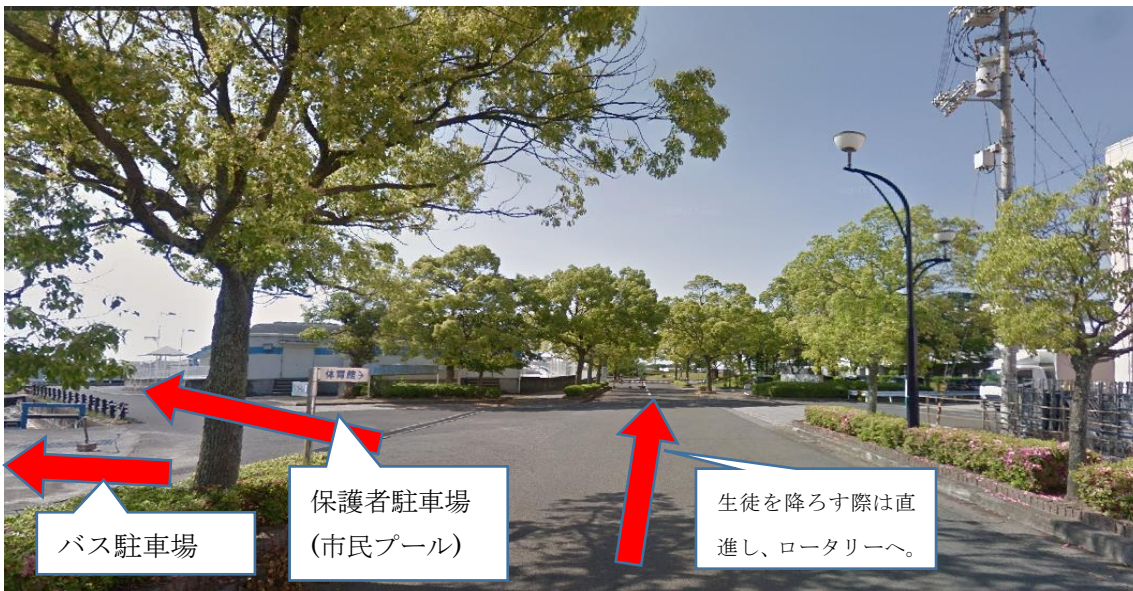 体育館
バス駐車場
保護者駐車場
(市民プール)
生徒を降ろす際は直
進し、ロータリーへ。